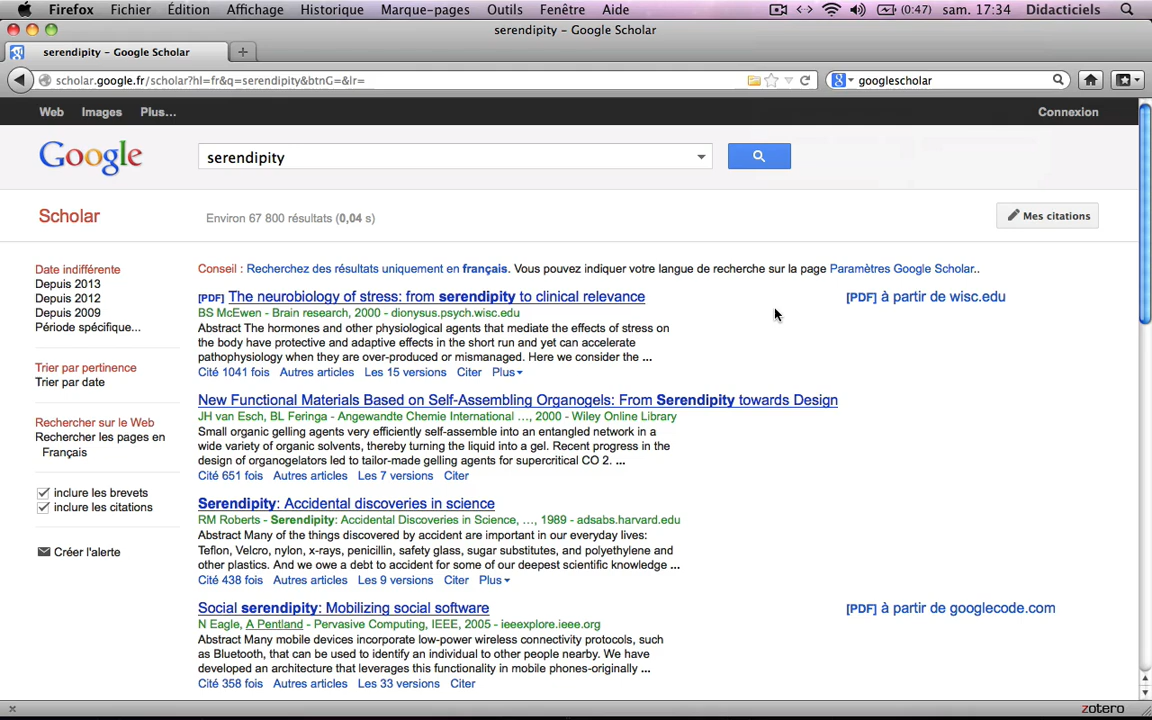 Firefox Fichier Édition Affichage Historique Marque-pages Outils Fenêtre Aide (0:47) sam. 17:34 Didacticiels
serendipity – Google Scholar
serendipity - Google Scholar
scholar.google.fr/scholar?hl=fr&q=serendipity&btnG=&lr= googlescholar
Web Images Plus... Connexion
Google serendipity
Scholar Environ 67 800 résultats (0,04 s) Mes citations
Date indifférente
Depuis 2013
Depuis 2012
Depuis 2009
Période spécifique...
Trier par pertinence
Trier par date
Rechercher sur le Web
Rechercher les pages en
Français
inclure les brevets
inclure les citations
Créer l'alerte
Conseil : Recherchez des résultats uniquement en français. Vous pouvez indiquer votre langue de recherche sur la page Paramètres Google Scholar..
[PDF] The neurobiology of stress: from serendipity to clinical relevance [PDF] à partir de wisc.edu
BS McEwen - Brain research, 2000 - dionysus.psych.wisc.edu
Abstract The hormones and other physiological agents that mediate the effects of stress on
the body have protective and adaptive effects in the short run and yet can accelerate
pathophysiology when they are over-produced or mismanaged. Here we consider the ...
Cité 1041 fois Autres articles Les 15 versions Citer Plus
New Functional Materials Based on Self-Assembling Organogels: From Serendipity towards Design
JH van Esch, BL Feringa - Angewandte Chemie International ..., 2000 - Wiley Online Library
Small organic gelling agents very efficiently self-assemble into an entangled network in a
wide variety of organic solvents, thereby turning the liquid into a gel. Recent progress in the
design of organogelators led to tailor-made gelling agents for supercritical CO 2. ...
Cité 651 fois Autres articles Les 7 versions Citer
Serendipity: Accidental discoveries in science
RM Roberts - Serendipity: Accidental Discoveries in Science, ..., 1989 - adsabs.harvard.edu
Abstract Many of the things discovered by accident are important in our everyday lives:
Teflon, Velcro, nylon, x-rays, penicillin, safety glass, sugar substitutes, and polyethylene and
other plastics. And we owe a debt to accident for some of our deepest scientific knowledge ...
Cité 438 fois Autres articles Les 9 versions Citer Plus
Social serendipity: Mobilizing social software [PDF] à partir de googlecode.com
N Eagle, A Pentland - Pervasive Computing, IEEE, 2005 - ieeexplore.ieee.org
Abstract Many mobile devices incorporate low-power wireless connectivity protocols, such
as Bluetooth, that can be used to identify an individual to other people nearby. We have
developed an architecture that leverages this functionality in mobile phones-originally ...
Cité 358 fois Autres articles Les 33 versions Citer
zotero